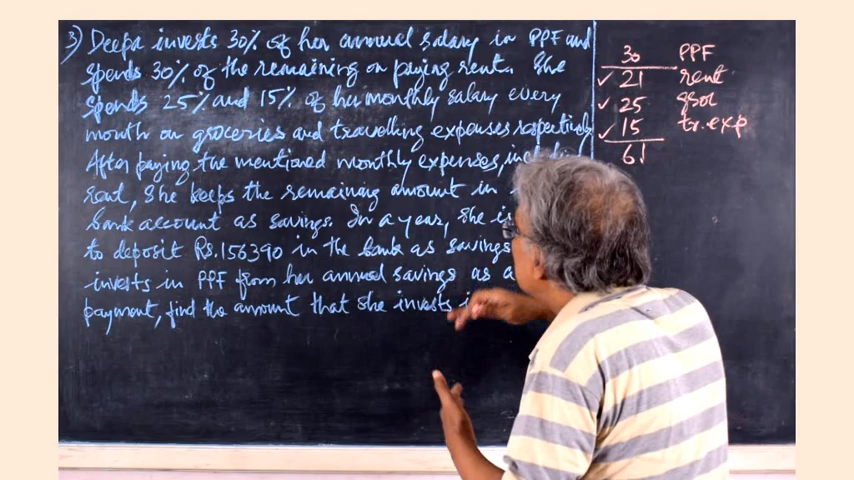 3) Deepa invests 30% of her annual salary in PPF and
spends 30% of the remaining on paying rent. She
spends 25% and 15% of her monthly salary every
month on groceries and travelling expenses respectively.
After paying the mentioned monthly expenses,
rent, she keeps the remaining amount in
bank account as savings. In a year, she is
to deposit Rs.156390 in the bank as savings
invests in PPF from her annual savings as a
payment, find the amount that she invests
30 PPF
✓ 21 rent
✓ 25
✓ 15 tr. exp
61